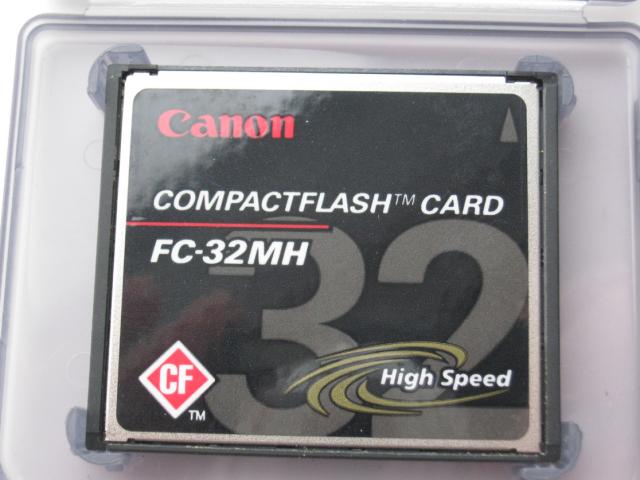 Canon
COMPACTFLASH™ CARD
FC-32MH
32
High Speed
CF
™